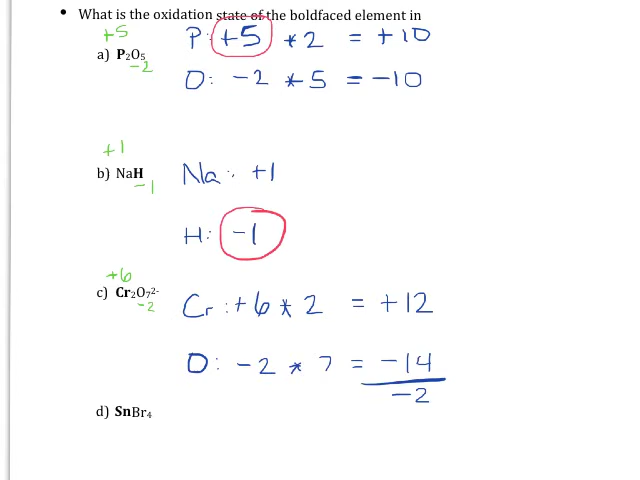 • What is the oxidation state of the boldfaced element in
+5 P: +5 * 2 = +10
a) P₂O₅
-2 O: -2 * 5 = -10
+1
b) NaH Na: +1
-1
H: -1
+6
c) Cr₂O₇²⁻ Cr: +6 * 2 = +12
-2
O: -2 * 7 = -14
-2
d) SnBr₄